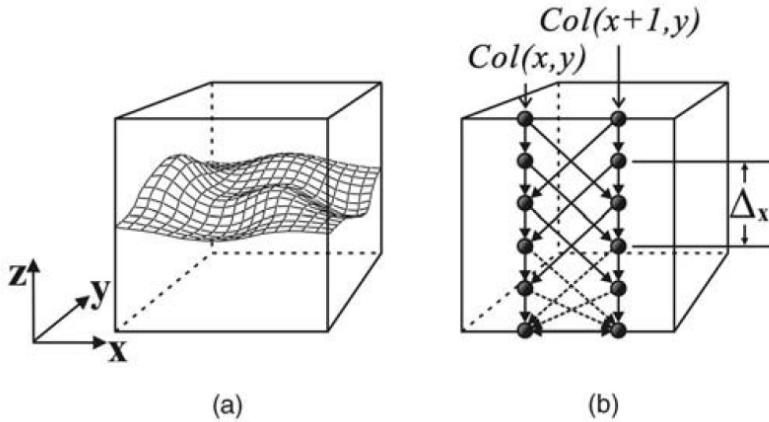 Col(x+1,y)
Col(x,y)
Δx
z
y
x
(a)
(b)